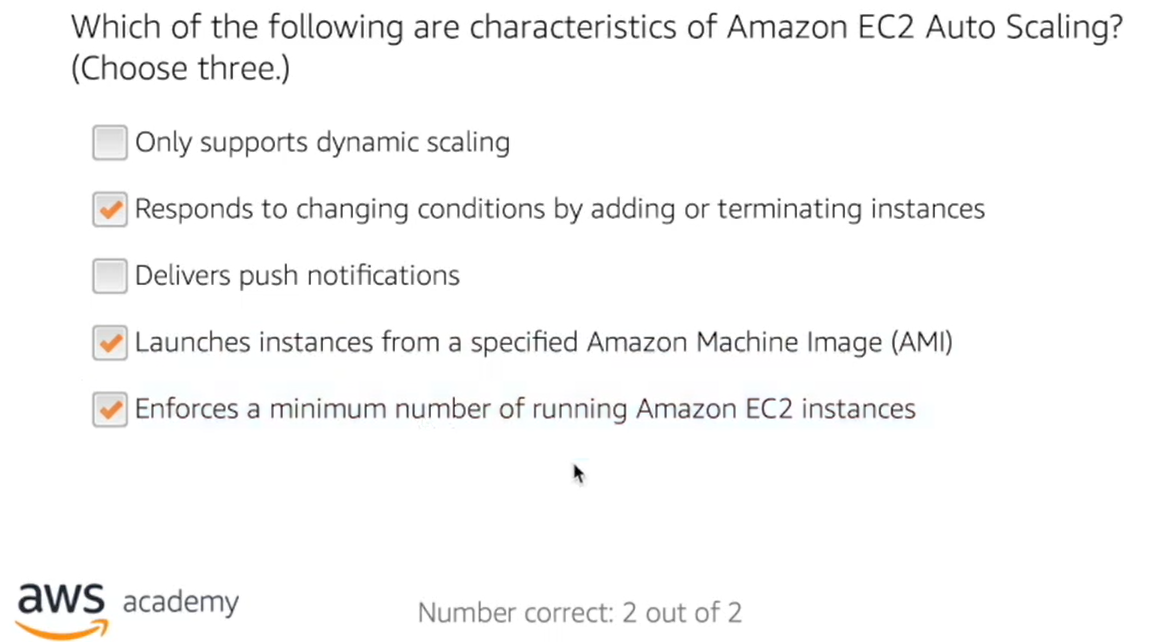 Which of the following are characteristics of Amazon EC2 Auto Scaling?
(Choose three.)
Only supports dynamic scaling
Responds to changing conditions by adding or terminating instances
Delivers push notifications
Launches instances from a specified Amazon Machine Image (AMI)
Enforces a minimum number of running Amazon EC2 instances
aws academy
Number correct: 2 out of 2